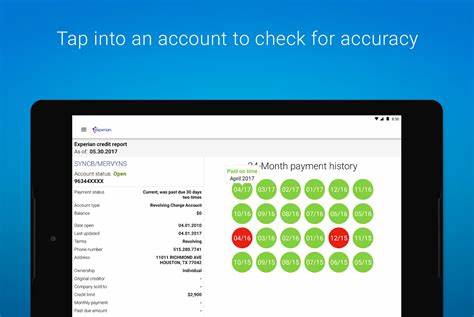 Tap into an account to check for accuracy
8:00
experian.
Experian credit report
As of: 05.30.2017
SYNCB/MERVYNS
Account status: Open
96344XXXX
Payment status Current, was past due 30 days two times
Account type Revolving Charge Account
Balance $0
Date open 04.01.2010
Last updated 04.01.2017
Terms Revolving
Phone number 515.280.7741
Address 11011 RICHMOND AVE
HOUSTON, TX 77042
Ownership Individual
Original creditor -
Company sold to -
Credit limit $2,900
Monthly payment -
Past due amount -
24-Month payment history
Paid on time
April 2017
04/17 03/17 02/17 01/17 12/16 11/16
10/16 09/16 08/16 07/16 06/16 05/16
04/16 03/16 02/16 01/16 12/15 11/15
10/15 09/15 08/15 07/15 06/15 05/15